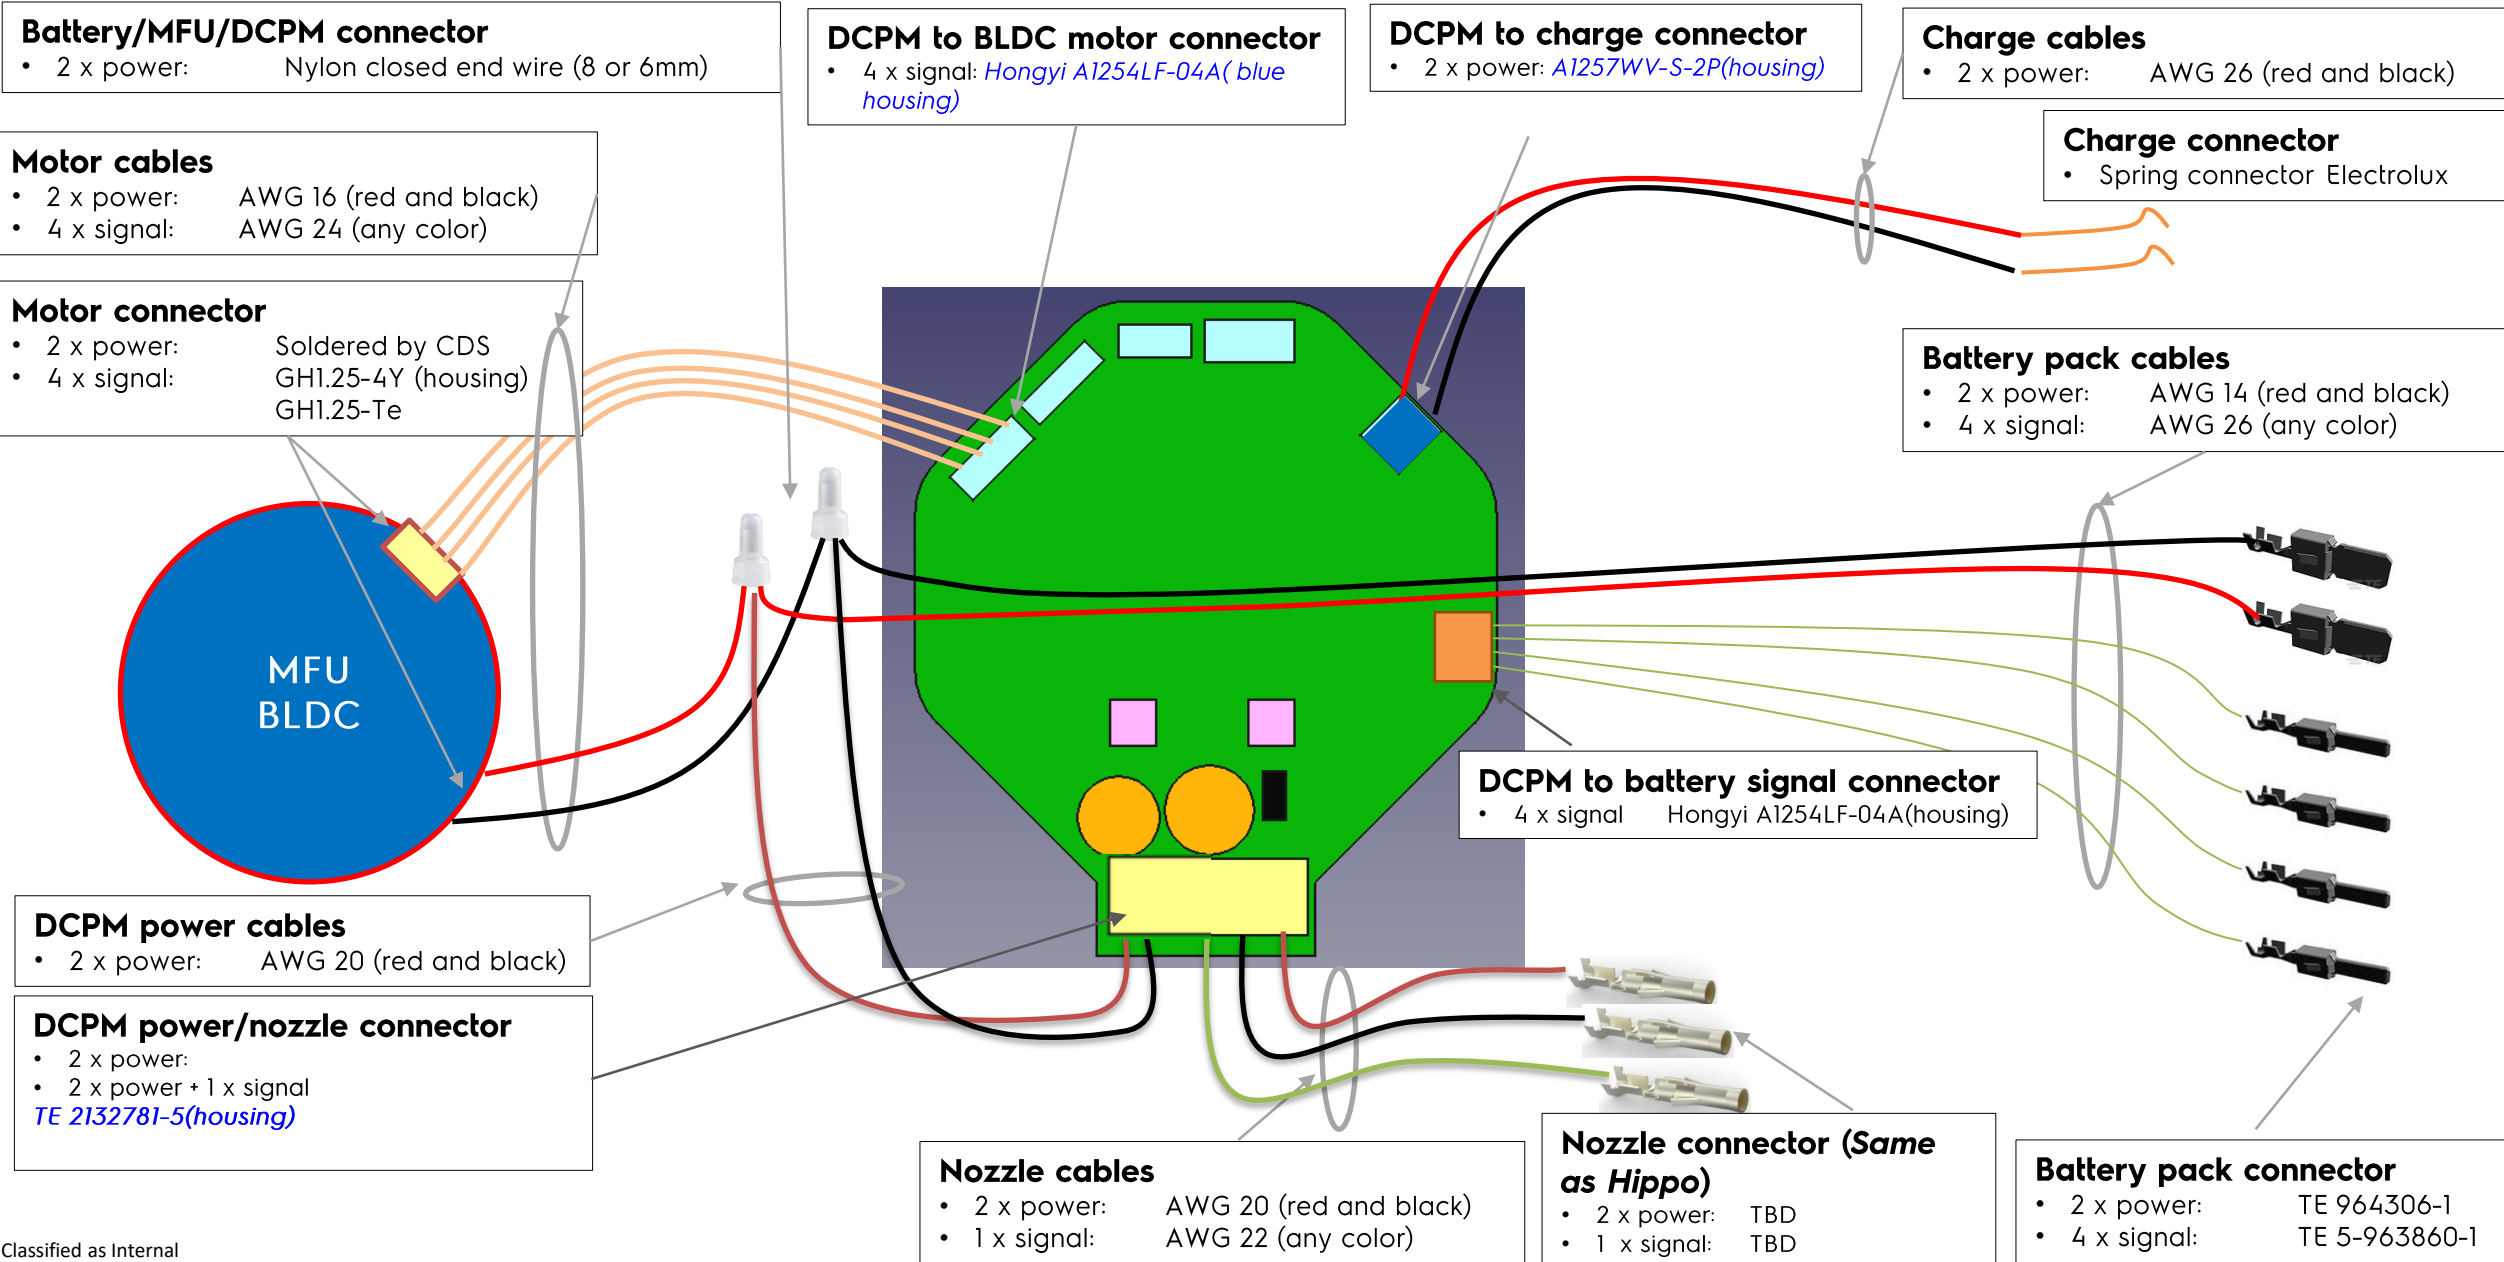 Battery/MFU/DCPM connector
• 2 x power: Nylon closed end wire (8 or 6mm)
DCPM to BLDC motor connector
• 4 x signal: Hongyi A1254LF-04A( blue
housing)
DCPM to charge connector
• 2 x power: A1257WV-S-2P(housing)
Charge cables
• 2 x power: AWG 26 (red and black)
Charge connector
• Spring connector Electrolux
Motor cables
• 2 x power: AWG 16 (red and black)
• 4 x signal: AWG 24 (any color)
Motor connector
• 2 x power: Soldered by CDS
• 4 x signal: GH1.25-4Y (housing)
GH1.25-Te
Battery pack cables
• 2 x power: AWG 14 (red and black)
• 4 x signal: AWG 26 (any color)
MFU
BLDC
DCPM to battery signal connector
• 4 x signal Hongyi A1254LF-04A(housing)
DCPM power cables
• 2 x power: AWG 20 (red and black)
DCPM power/nozzle connector
• 2 x power:
• 2 x power + 1 x signal
TE 2132781-5(housing)
Nozzle cables
• 2 x power: AWG 20 (red and black)
• 1 x signal: AWG 22 (any color)
Nozzle connector (Same
as Hippo)
• 2 x power: TBD
• 1 x signal: TBD
Battery pack connector
• 2 x power: TE 964306-1
• 4 x signal: TE 5-963860-1
Classified as Internal